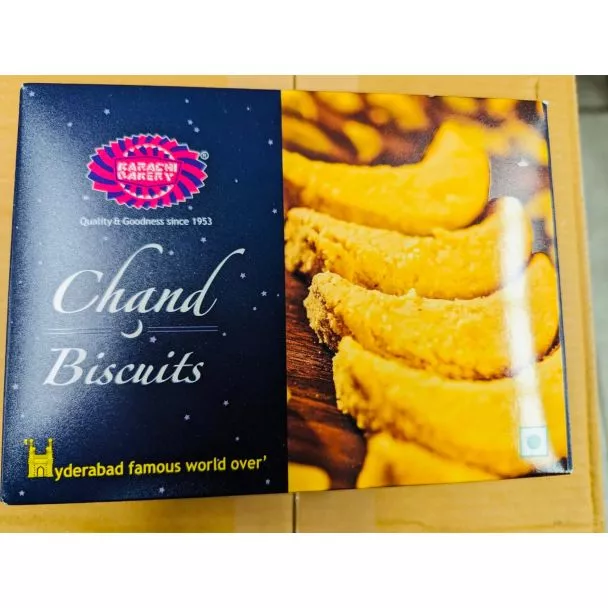 KARACHI
BAKERY
®
Quality & Goodness since 1953
Chand
Biscuits
Hyderabad famous world over'